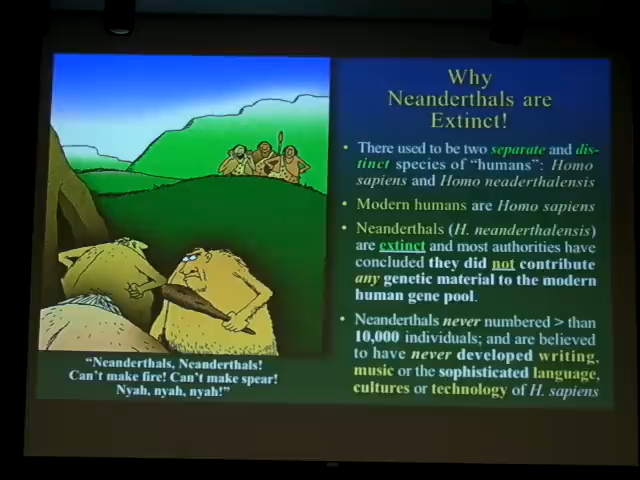 Why
Neanderthals are
Extinct!
• There used to be two separate and dis-
tinct species of "humans": Homo
sapiens and Homo neaderthalensis
• Modern humans are Homo sapiens
• Neanderthals (H. neanderthalensis)
are extinct and most authorities have
concluded they did not contribute
any genetic material to the modern
human gene pool.
• Neanderthals never numbered > than
10,000 individuals; and are believed
to have never developed writing,
music or the sophisticated language,
cultures or technology of H. sapiens
"Neanderthals, Neanderthals!
Can't make fire! Can't make spear!
Nyah, nyah, nyah!"